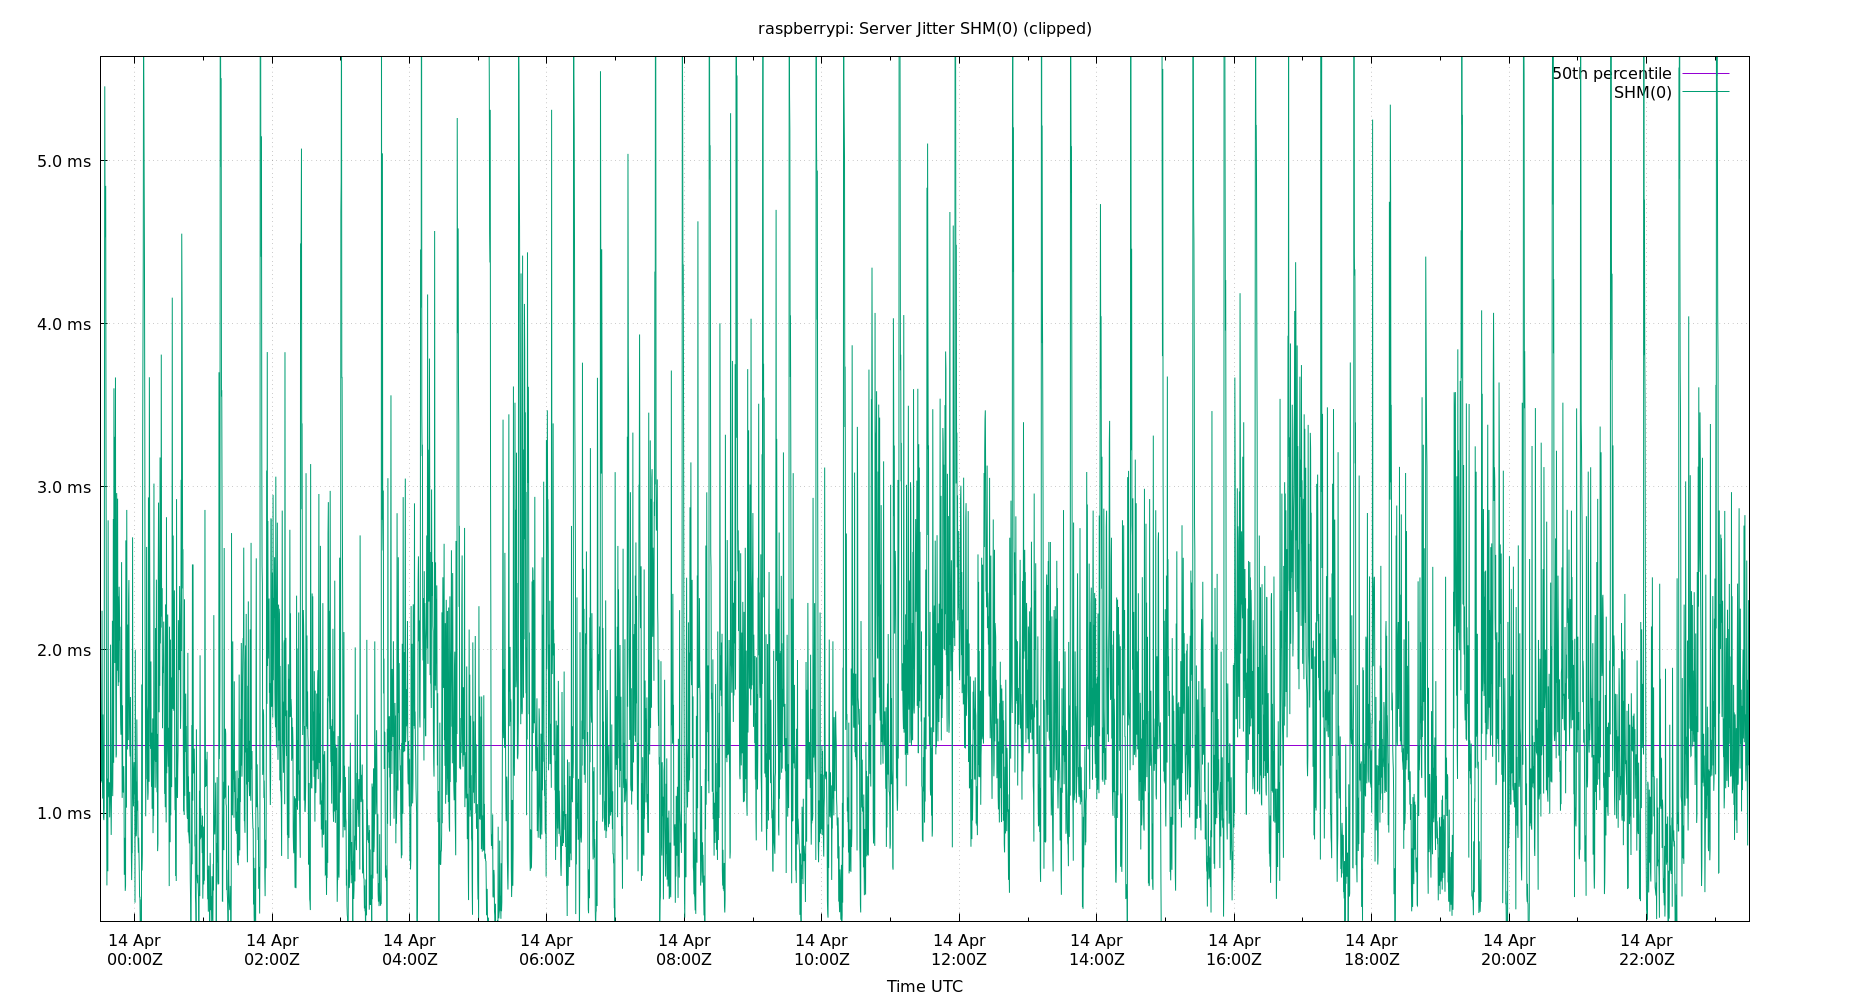 raspberrypi: Server Jitter SHM(0) (clipped)
50th percentile
SHM(0)
5.0 ms
4.0 ms
3.0 ms
2.0 ms
1.0 ms
14 Apr 14 Apr 14 Apr 14 Apr 14 Apr 14 Apr 14 Apr 14 Apr 14 Apr 14 Apr 14 Apr 14 Apr
00:00Z 02:00Z 04:00Z 06:00Z 08:00Z 10:00Z 12:00Z 14:00Z 16:00Z 18:00Z 20:00Z 22:00Z
Time UTC